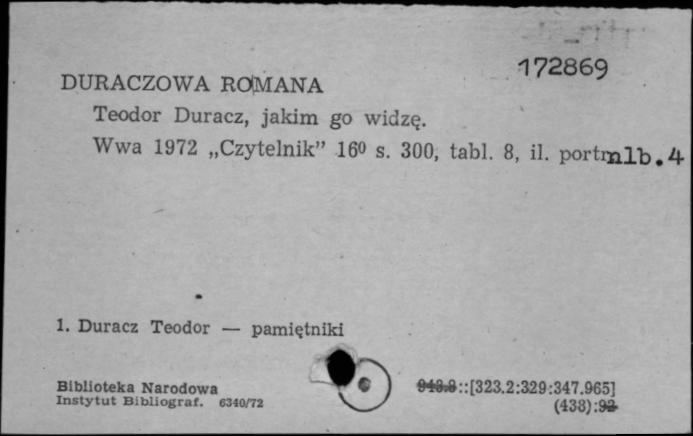 172869
DURACZOWA ROMANA
Teodor Duracz, jakim go widzę.
Wwa 1972 „Czytelnik” 16⁰ s. 300, tabl. 8, il. portr nlb. 4
1. Duracz Teodor — pamiętniki
Biblioteka Narodowa
Instytut Bibliograf. 6340/72
::[323.2:329:347.965]
(438):92